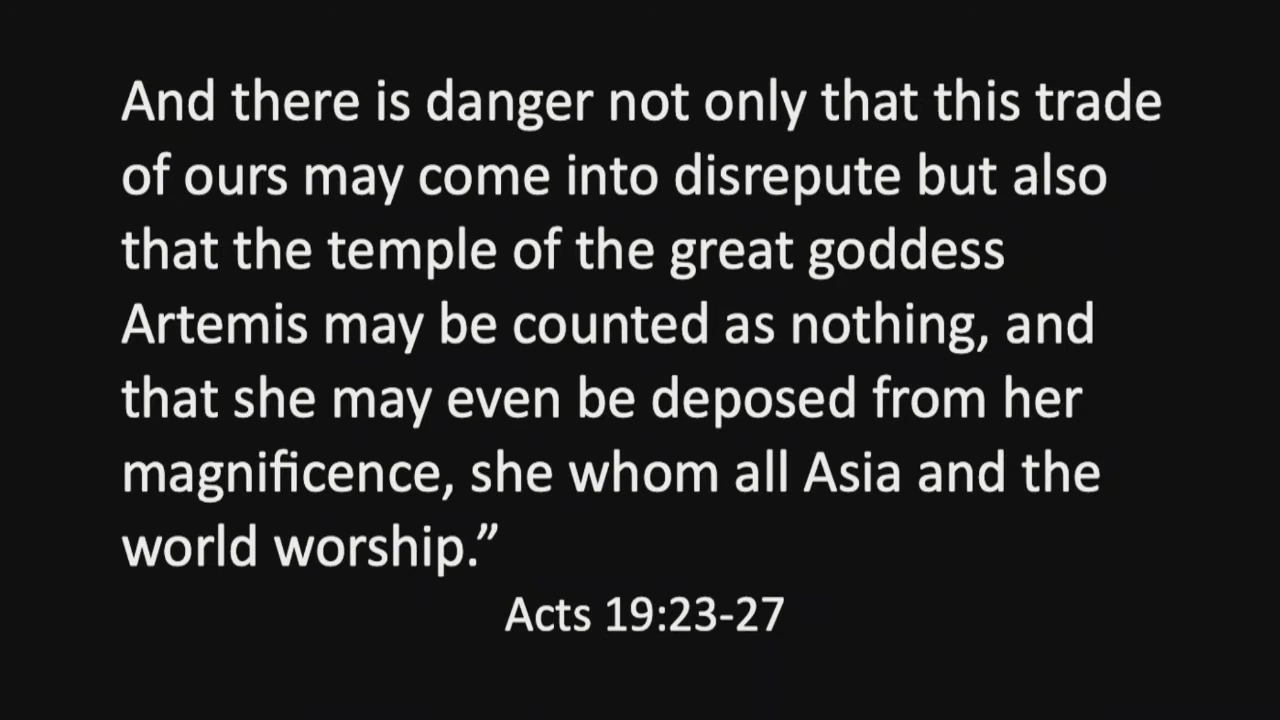 And there is danger not only that this trade
of ours may come into disrepute but also
that the temple of the great goddess
Artemis may be counted as nothing, and
that she may even be deposed from her
magnificence, she whom all Asia and the
world worship.”
Acts 19:23-27